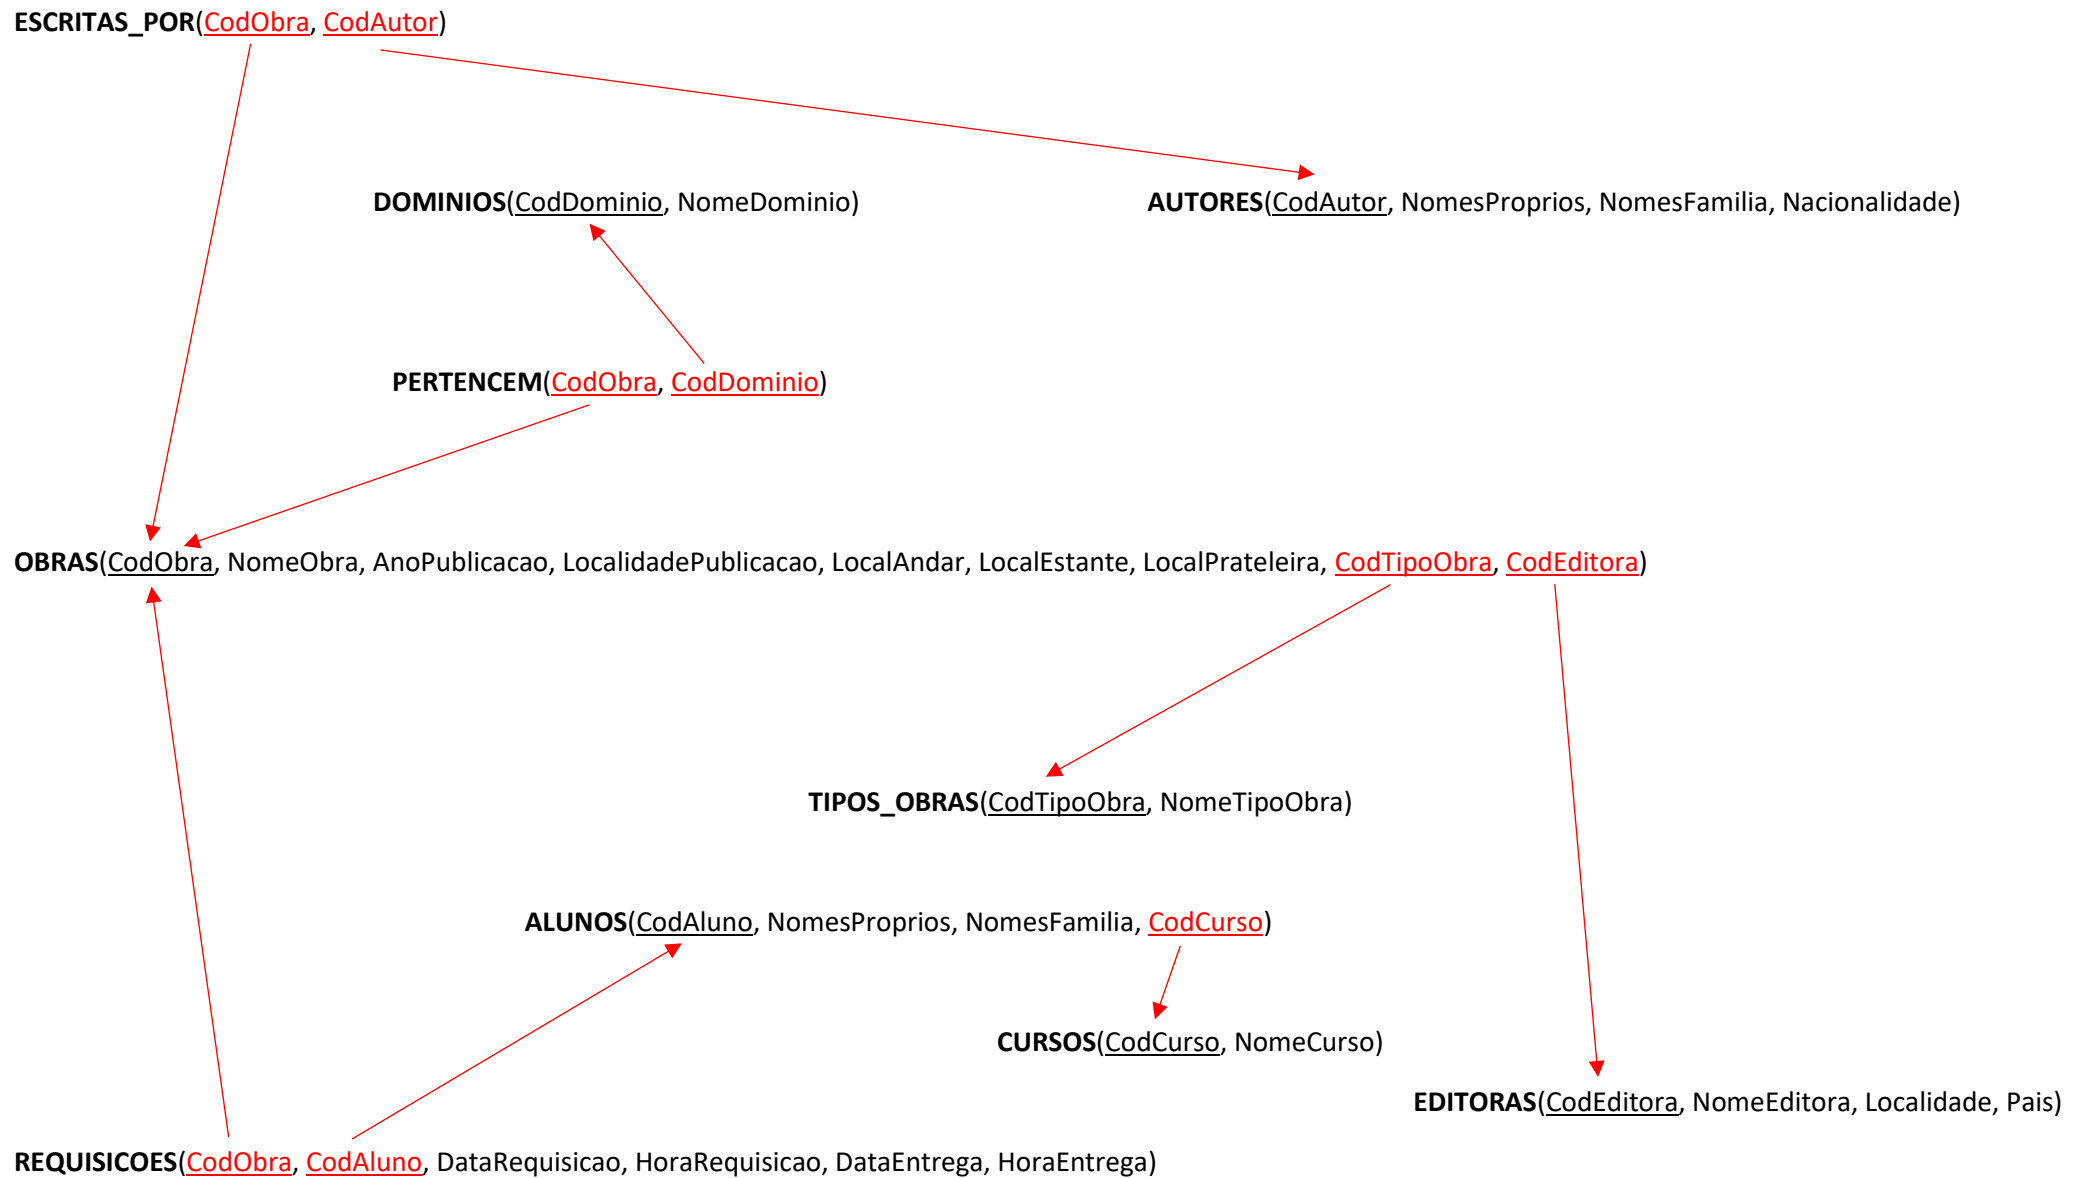 ESCRITAS_POR(CodObra, CodAutor)
DOMINIOS(CodDominio, NomeDominio)
AUTORES(CodAutor, NomesProprios, NomesFamilia, Nacionalidade)
PERTENCEM(CodObra, CodDominio)
OBRAS(CodObra, NomeObra, AnoPublicacao, LocalidadePublicacao, LocalAndar, LocalEstante, LocalPrateleira, CodTipoObra, CodEditora)
TIPOS_OBRAS(CodTipoObra, NomeTipoObra)
ALUNOS(CodAluno, NomesProprios, NomesFamilia, CodCurso)
CURSOS(CodCurso, NomeCurso)
EDITORAS(CodEditora, NomeEditora, Localidade, Pais)
REQUISICOES(CodObra, CodAluno, DataRequisicao, HoraRequisicao, DataEntrega, HoraEntrega)